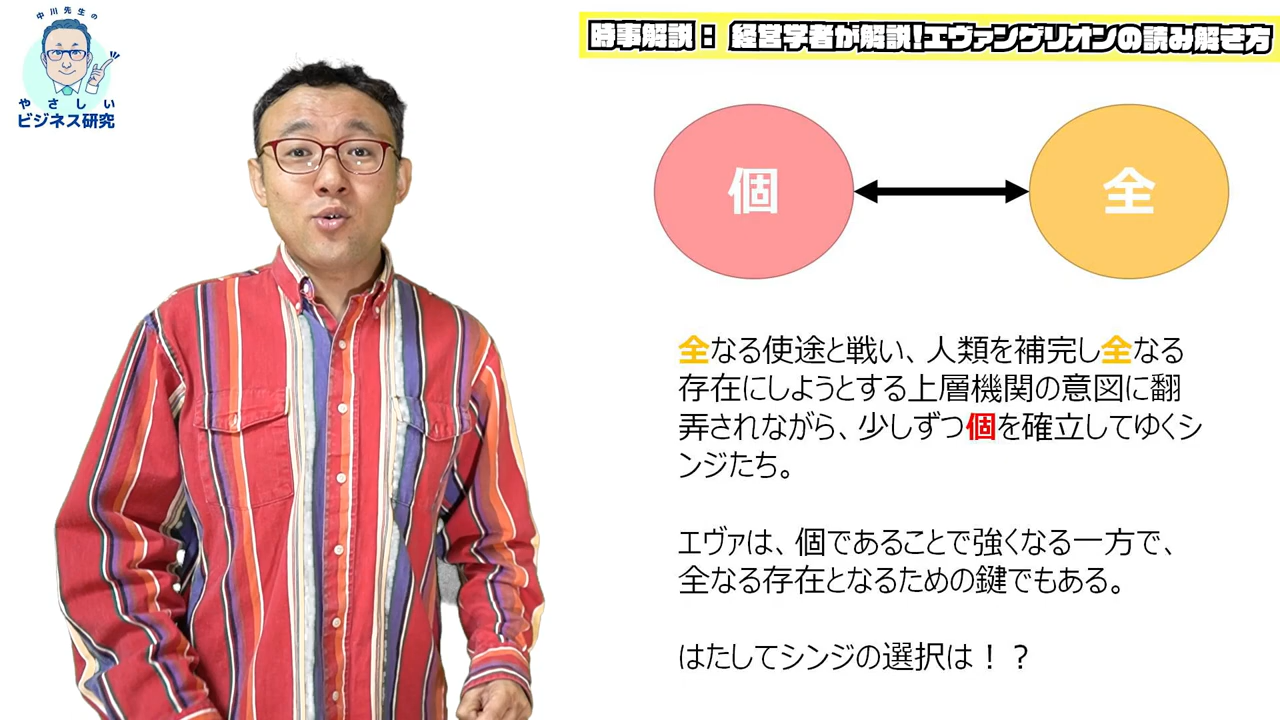 中川先生の
やさしい
ビジネス研究
時事解説：経営学者が解説!エヴァンゲリオンの読み解き方
個
全
全なる使途と戦い、人類を補完し全なる
存在にしようとする上層機関の意図に翻
弄されながら、少しずつ個を確立してゆくシ
ンジたち。
エヴァは、個であることで強くなる一方で、
全なる存在となるための鍵でもある。
はたしてシンジの選択は！？